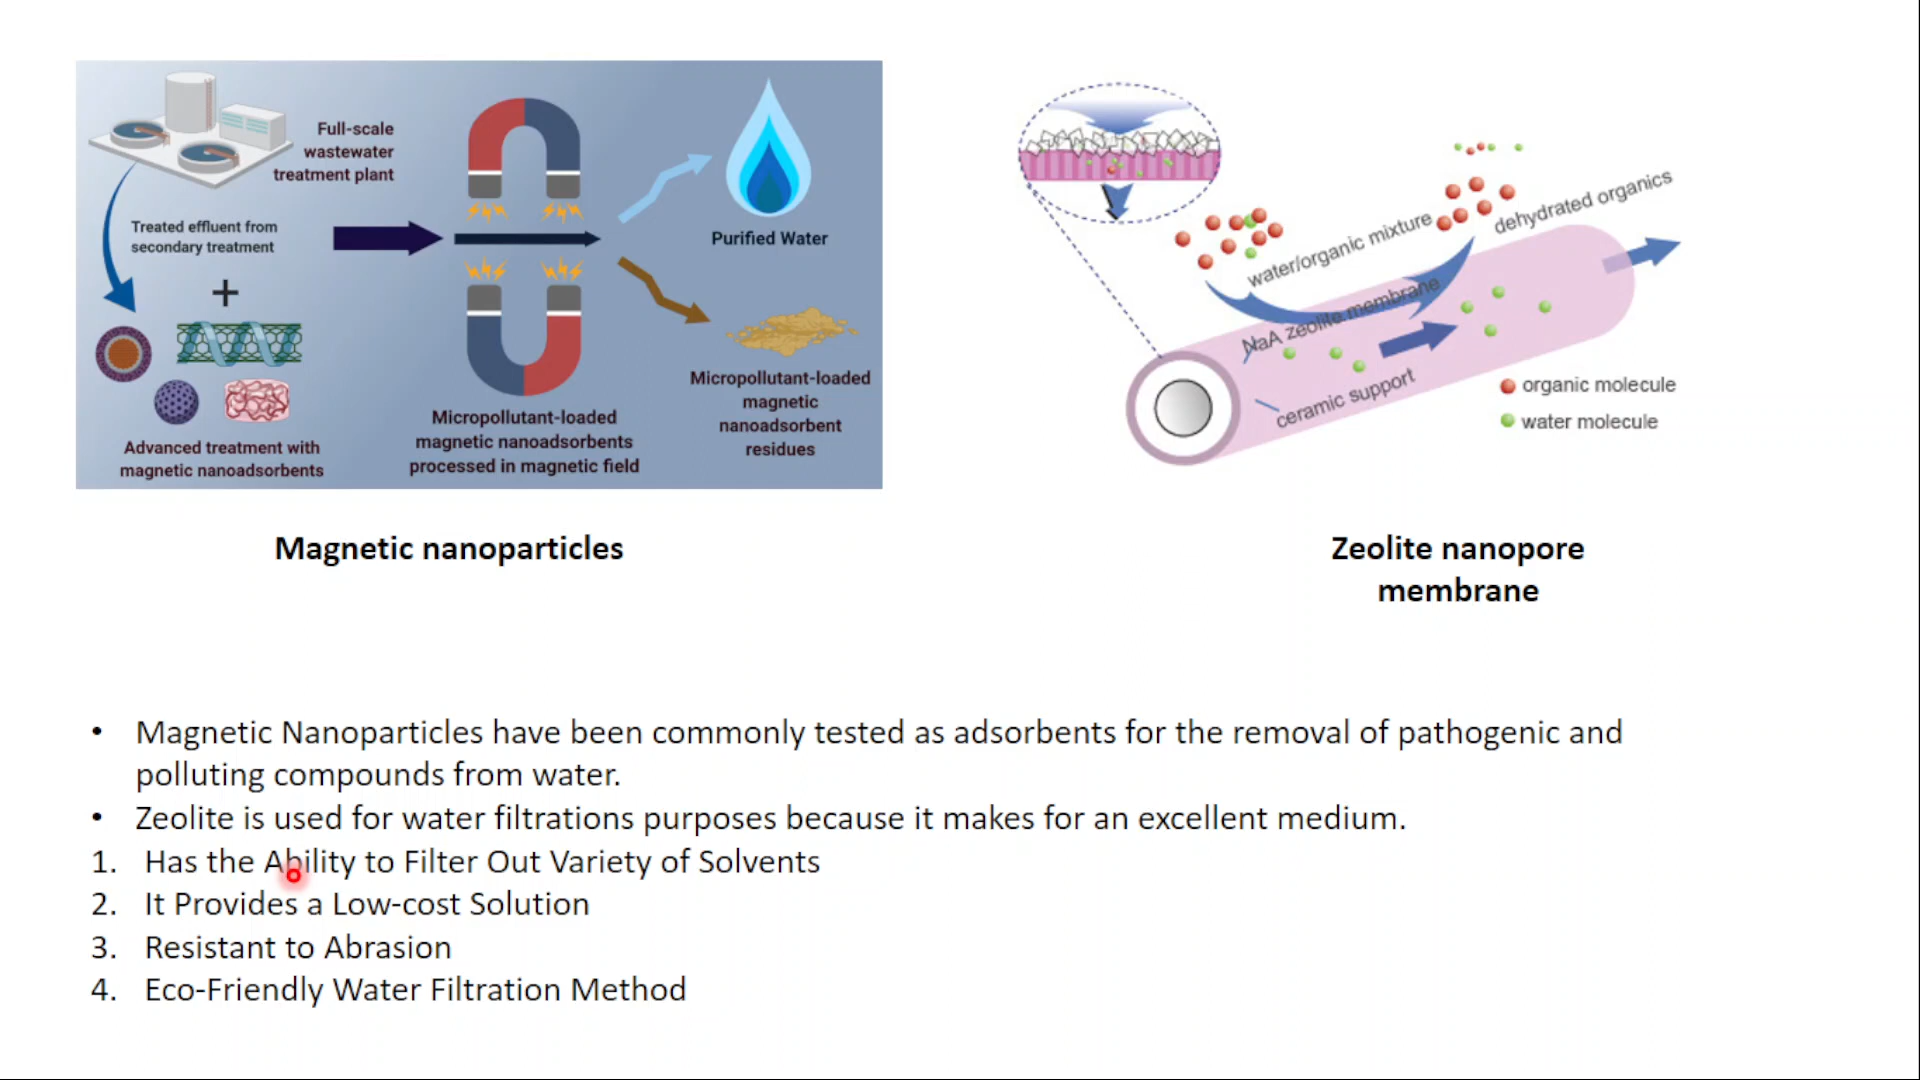 Full-scale
wastewater
treatment plant
Treated effluent from
secondary treatment
+
Advanced treatment with
magnetic nanoadsorbents
Micropollutant-loaded
magnetic nanoadsorbents
processed in magnetic field
Purified Water
Micropollutant-loaded
magnetic
nanoadsorbent
residues
water/organic mixture
dehydrated organics
NaA zeolite membrane
ceramic support
organic molecule
water molecule
Magnetic nanoparticles
Zeolite nanopore
membrane
• Magnetic Nanoparticles have been commonly tested as adsorbents for the removal of pathogenic and
polluting compounds from water.
• Zeolite is used for water filtrations purposes because it makes for an excellent medium.
1. Has the Ability to Filter Out Variety of Solvents
2. It Provides a Low-cost Solution
3. Resistant to Abrasion
4. Eco-Friendly Water Filtration Method